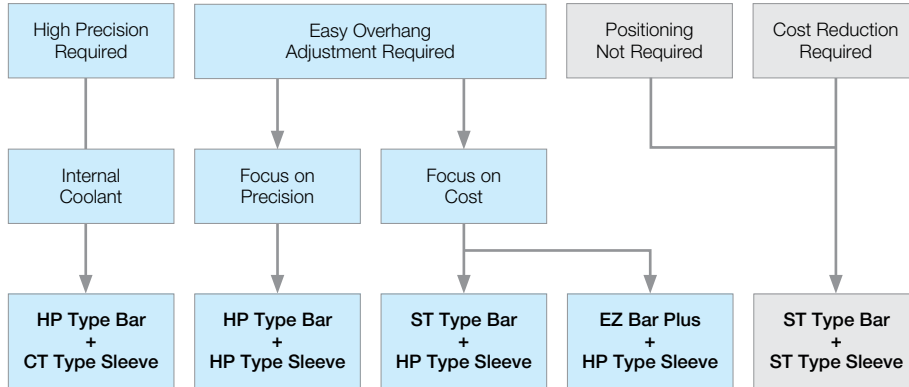 High Precision
Required
Easy Overhang
Adjustment Required
Positioning
Not Required
Cost Reduction
Required
Internal
Coolant
Focus on
Precision
Focus on
Cost
HP Type Bar
+
CT Type Sleeve
HP Type Bar
+
HP Type Sleeve
ST Type Bar
+
HP Type Sleeve
EZ Bar Plus
+
HP Type Sleeve
ST Type Bar
+
ST Type Sleeve